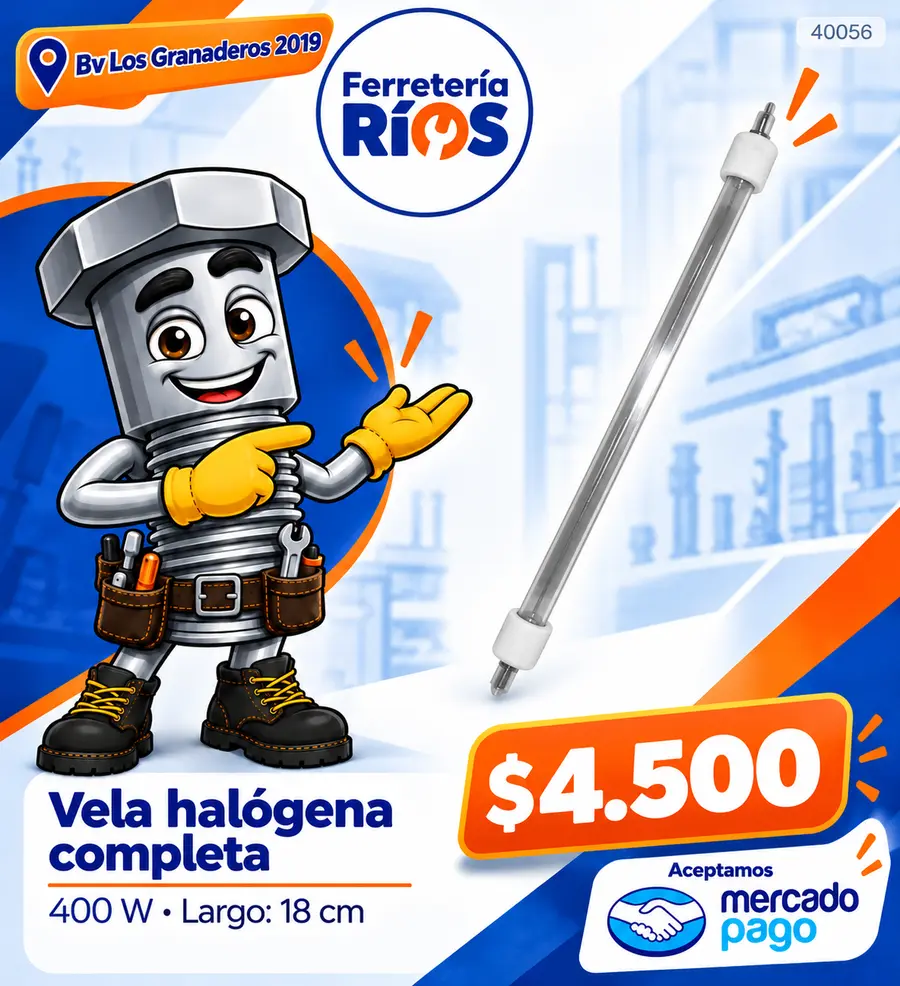 Bv Los Granaderos 2019
Ferretería
RÍOS
40056
$4.500
Vela halógena
completa
400 W • Largo: 18 cm
Aceptamos
mercado
pago